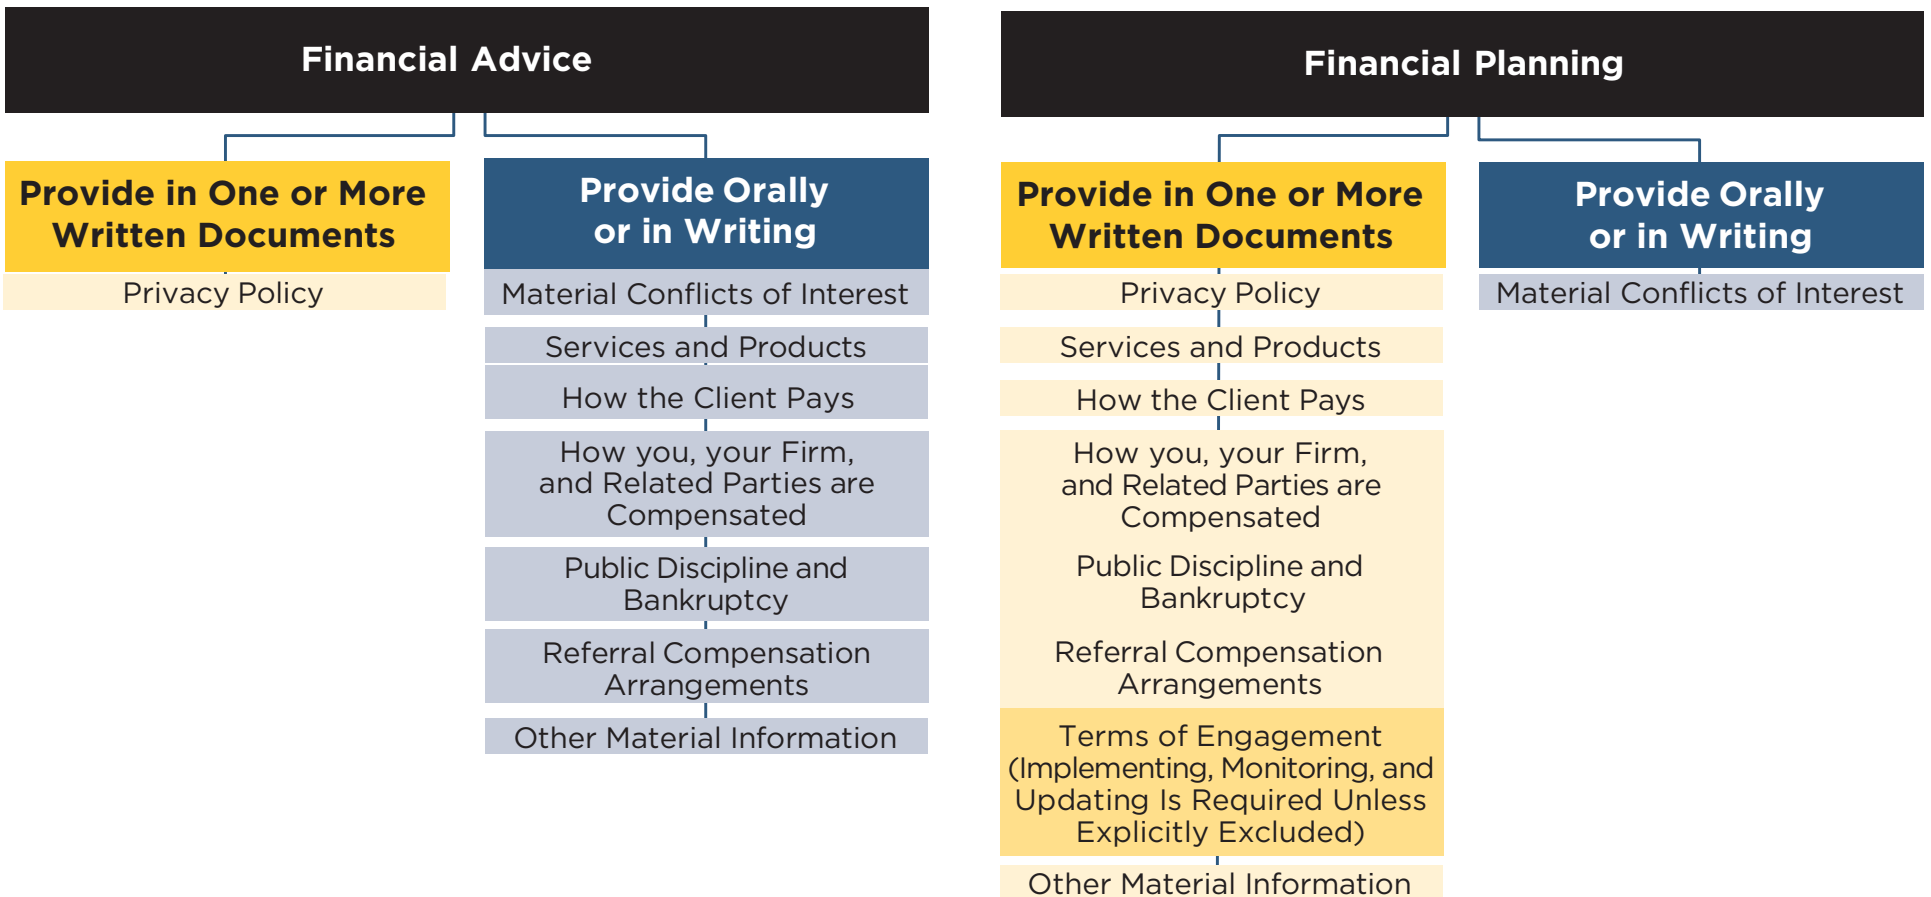 Financial Advice
Provide in One or More
Written Documents
Privacy Policy
Provide Orally
or in Writing
Material Conflicts of Interest
Services and Products
How the Client Pays
How you, your Firm,
and Related Parties are
Compensated
Public Discipline and
Bankruptcy
Referral Compensation
Arrangements
Other Material Information
Financial Planning
Provide in One or More
Written Documents
Privacy Policy
Services and Products
How the Client Pays
How you, your Firm,
and Related Parties are
Compensated
Public Discipline and
Bankruptcy
Referral Compensation
Arrangements
Terms of Engagement
(Implementing, Monitoring, and
Updating Is Required Unless
Explicitly Excluded)
Other Material Information
Provide Orally
or in Writing
Material Conflicts of Interest